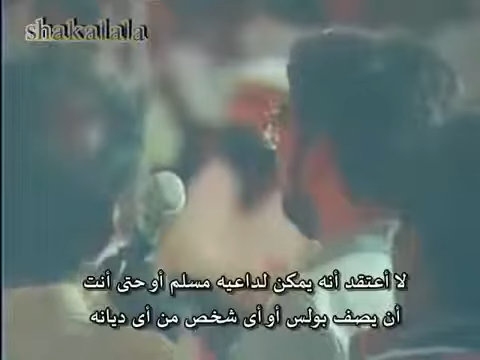 shakalala
لا أعتقد أنه يمكن لداعيه مسلم أو حتى أنت
أن يصف بولس أو أى شخص من أى ديانه